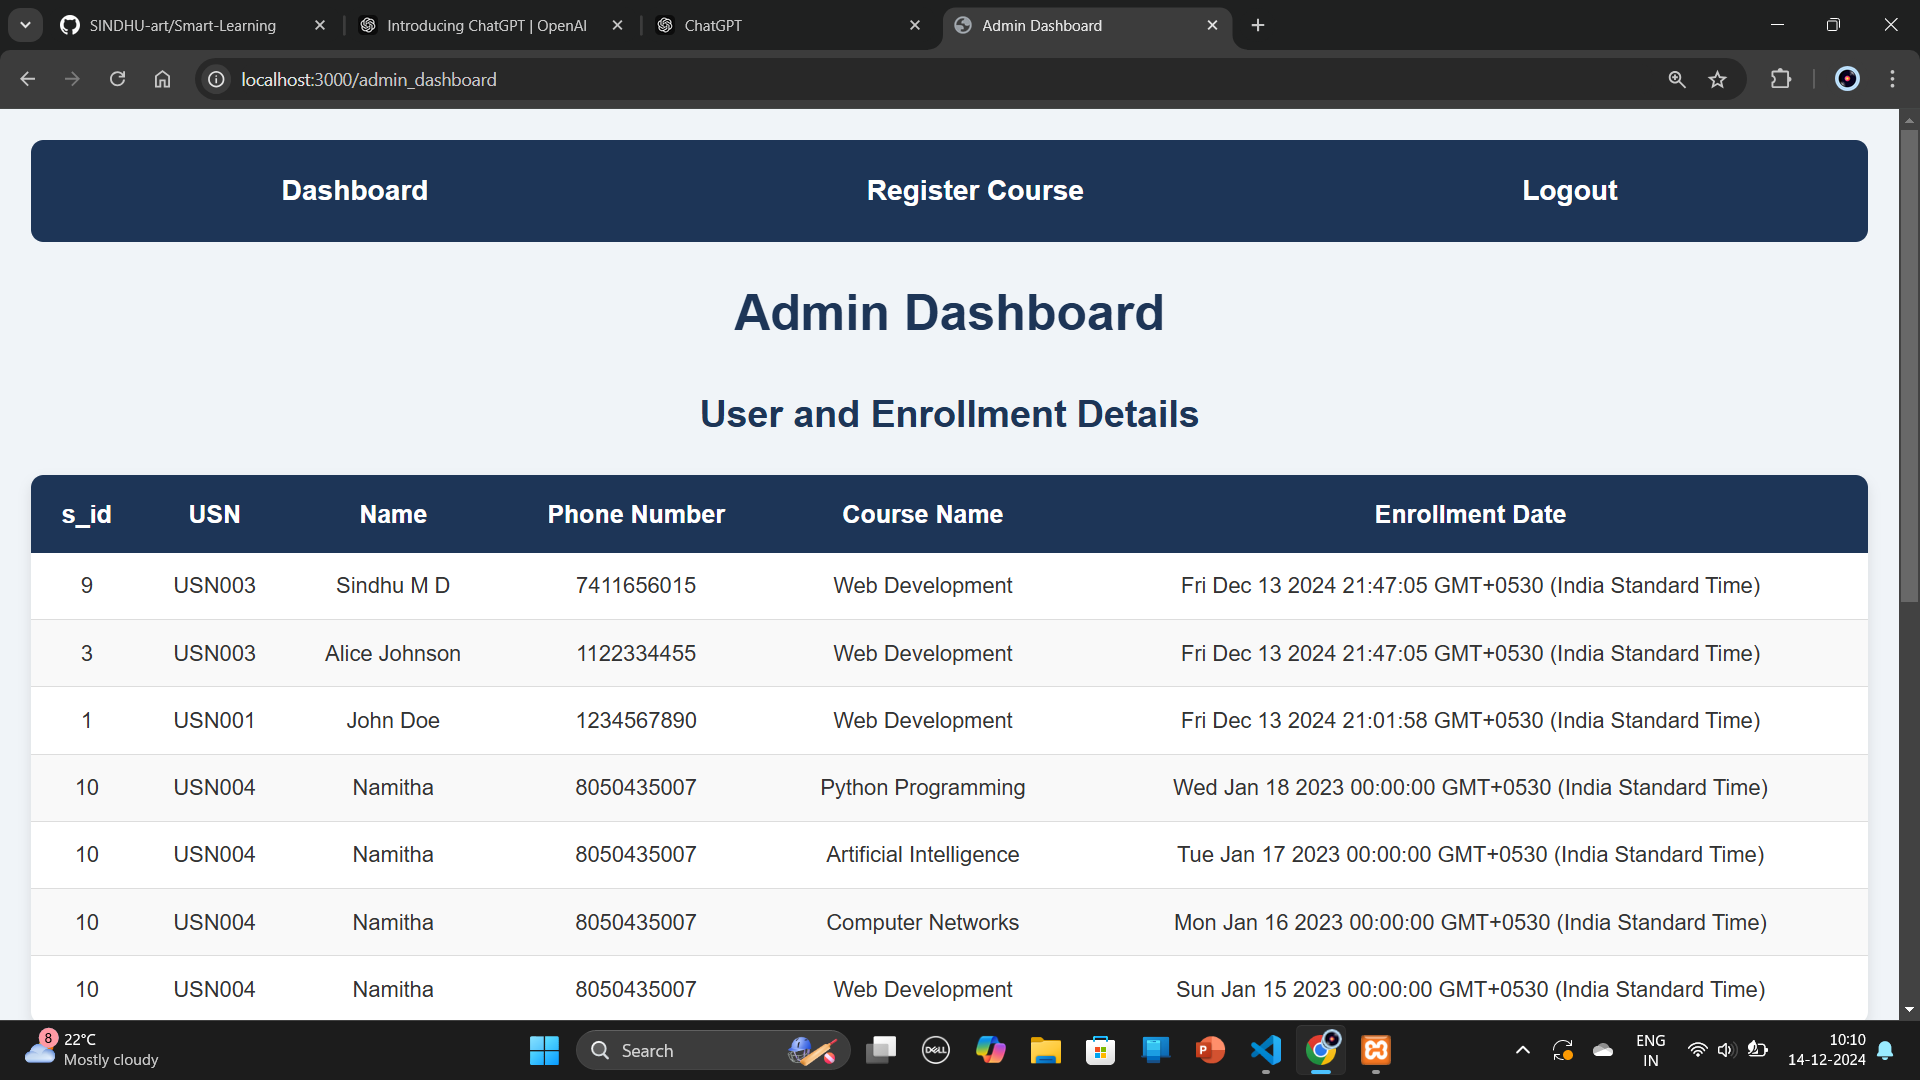 SINDHU-art/Smart-Learning
Introducing ChatGPT | OpenAI
ChatGPT
Admin Dashboard
localhost:3000/admin_dashboard
Dashboard Register Course Logout
Admin Dashboard
User and Enrollment Details
s_id USN Name Phone Number Course Name Enrollment Date
9 USN003 Sindhu M D 7411656015 Web Development Fri Dec 13 2024 21:47:05 GMT+0530 (India Standard Time)
3 USN003 Alice Johnson 1122334455 Web Development Fri Dec 13 2024 21:47:05 GMT+0530 (India Standard Time)
1 USN001 John Doe 1234567890 Web Development Fri Dec 13 2024 21:01:58 GMT+0530 (India Standard Time)
10 USN004 Namitha 8050435007 Python Programming Wed Jan 18 2023 00:00:00 GMT+0530 (India Standard Time)
10 USN004 Namitha 8050435007 Artificial Intelligence Tue Jan 17 2023 00:00:00 GMT+0530 (India Standard Time)
10 USN004 Namitha 8050435007 Computer Networks Mon Jan 16 2023 00:00:00 GMT+0530 (India Standard Time)
10 USN004 Namitha 8050435007 Web Development Sun Jan 15 2023 00:00:00 GMT+0530 (India Standard Time)
8
22°C
Mostly cloudy
Search
DELL
P
ENG
IN
10:10
14-12-2024